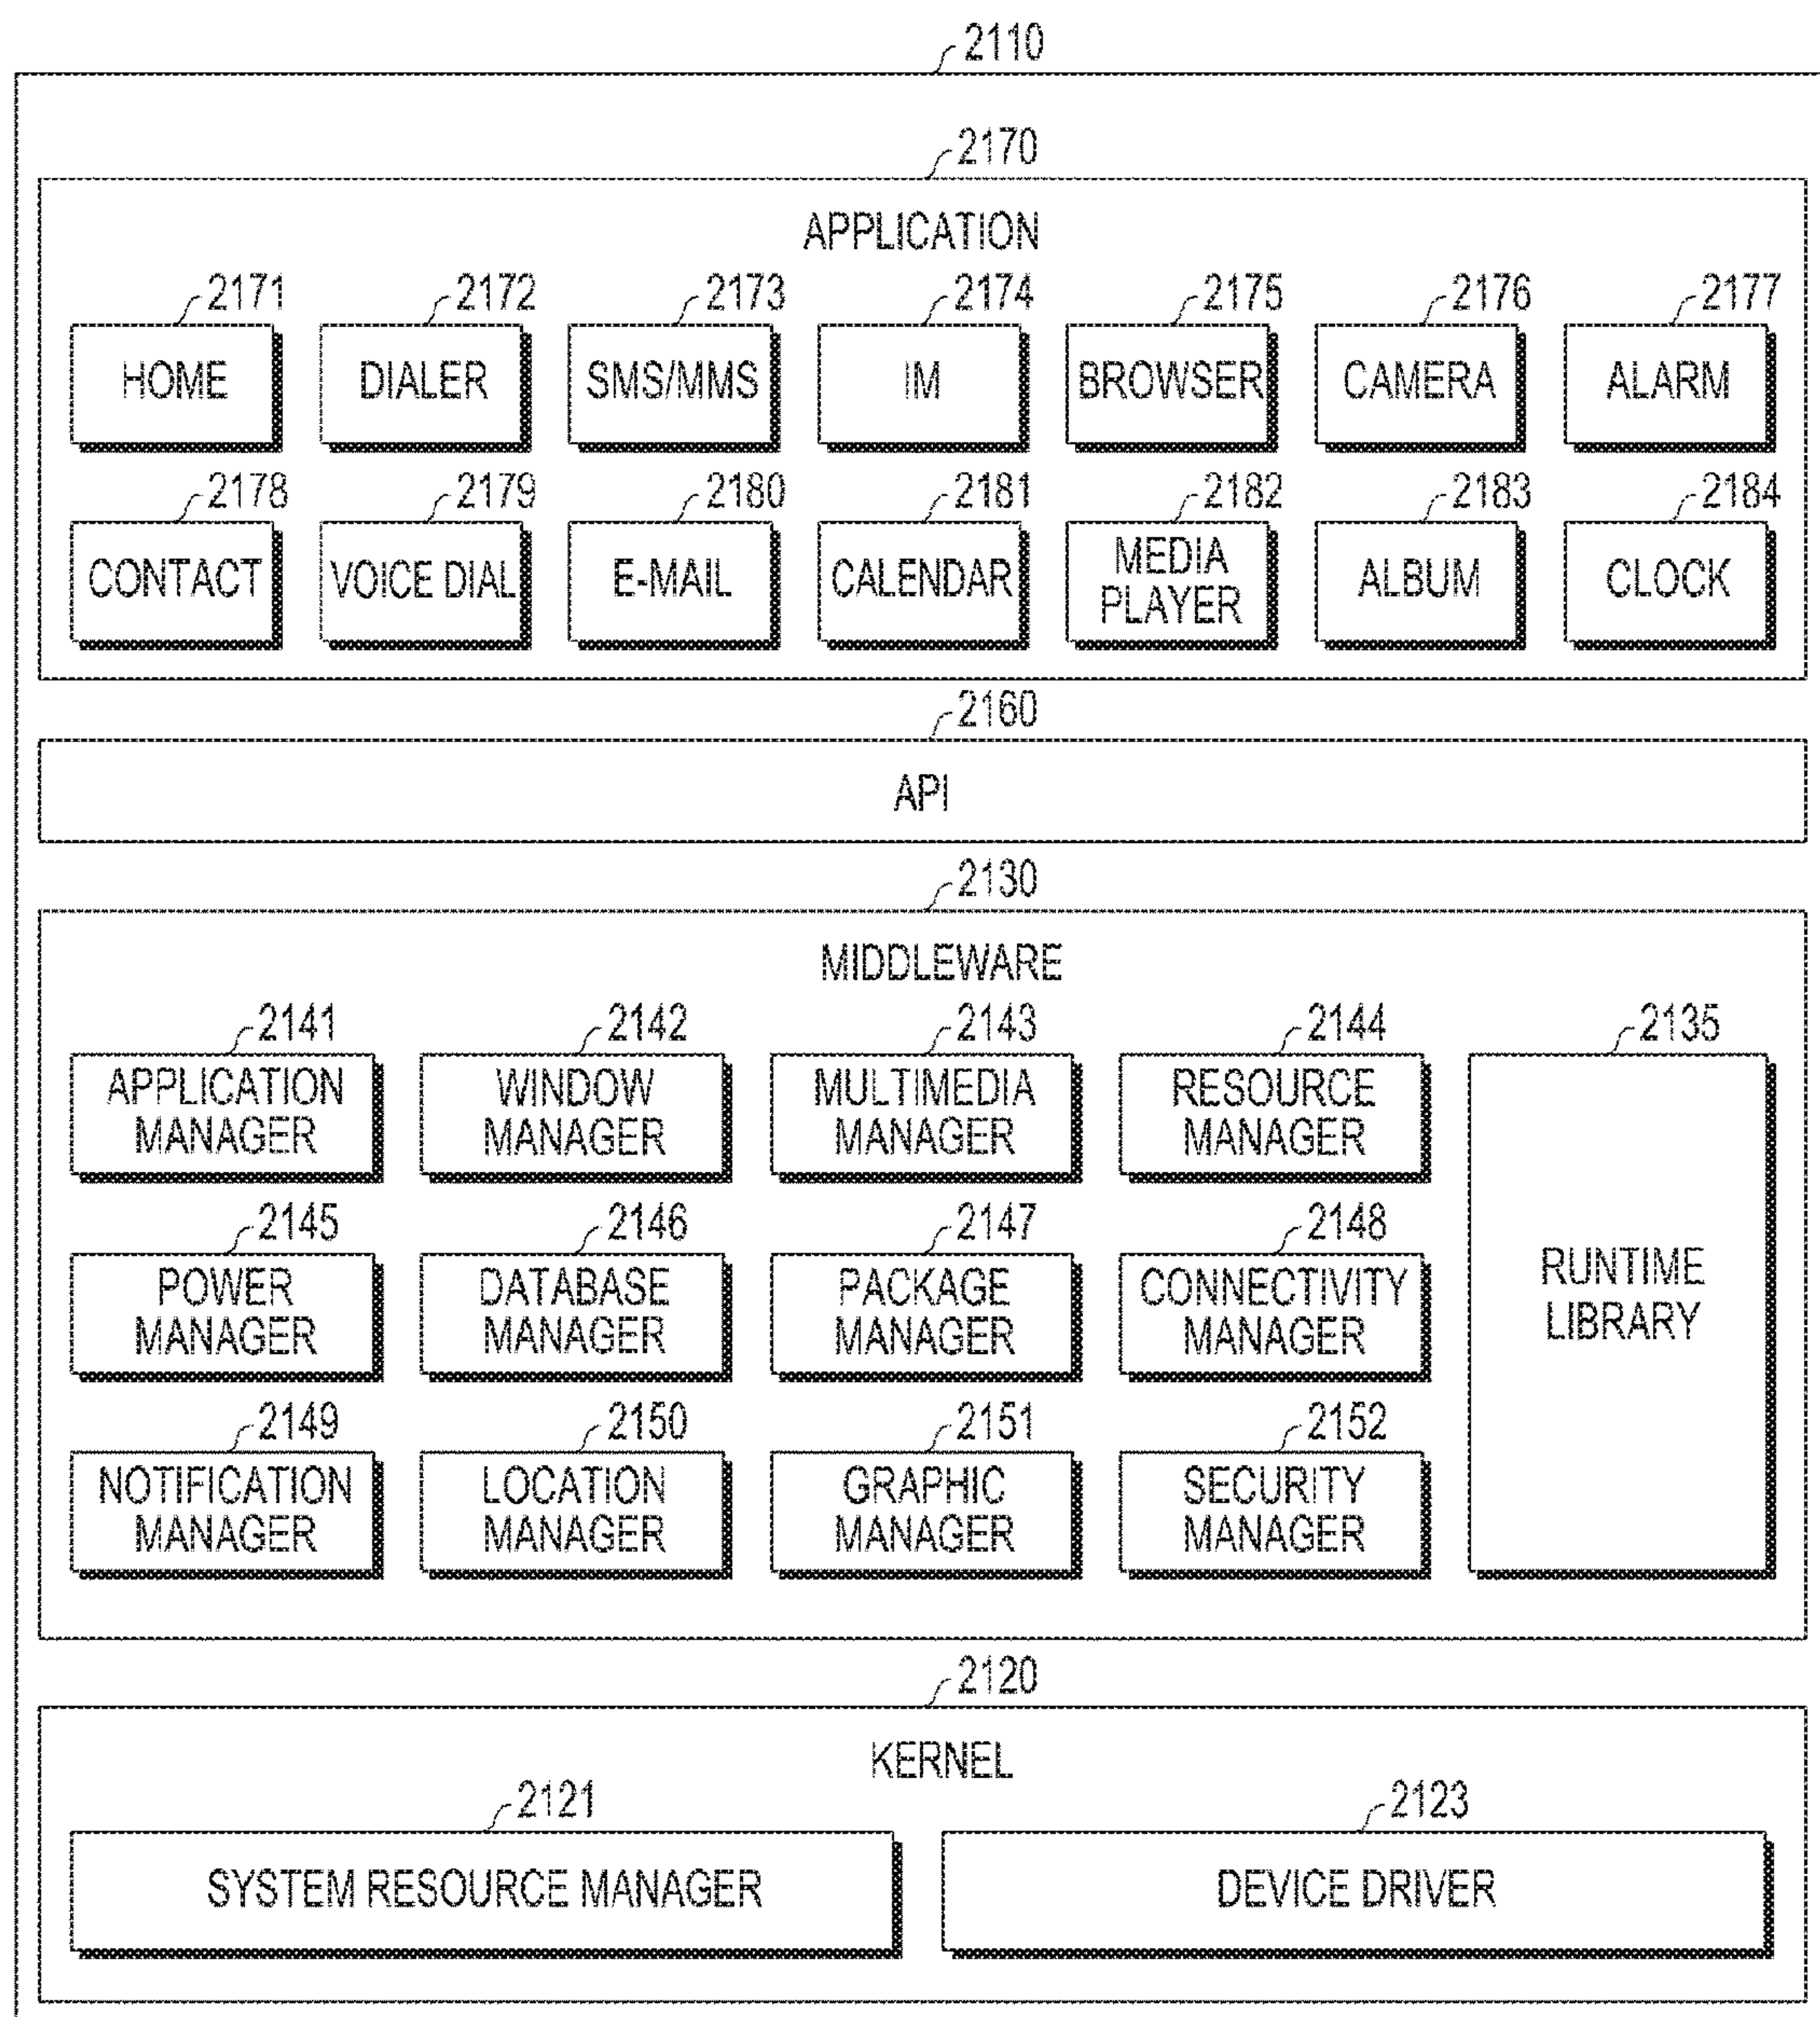 2110
2170
APPLICATION
2171 2172 2173 2174 2175 2176 2177
HOME DIALER SMS/MMS IM BROWSER CAMERA ALARM
2178 2179 2180 2181 2182 2183 2184
CONTACT VOICE DIAL E-MAIL CALENDAR MEDIA PLAYER ALBUM CLOCK
2160
API
2130
MIDDLEWARE
2141 2142 2143 2144 2135
APPLICATION MANAGER WINDOW MANAGER MULTIMEDIA MANAGER RESOURCE MANAGER
2145 2146 2147 2148
POWER MANAGER DATABASE MANAGER PACKAGE MANAGER CONNECTIVITY MANAGER RUNTIME LIBRARY
2149 2150 2151 2152
NOTIFICATION MANAGER LOCATION MANAGER GRAPHIC MANAGER SECURITY MANAGER
2120
KERNEL
2121 2123
SYSTEM RESOURCE MANAGER DEVICE DRIVER